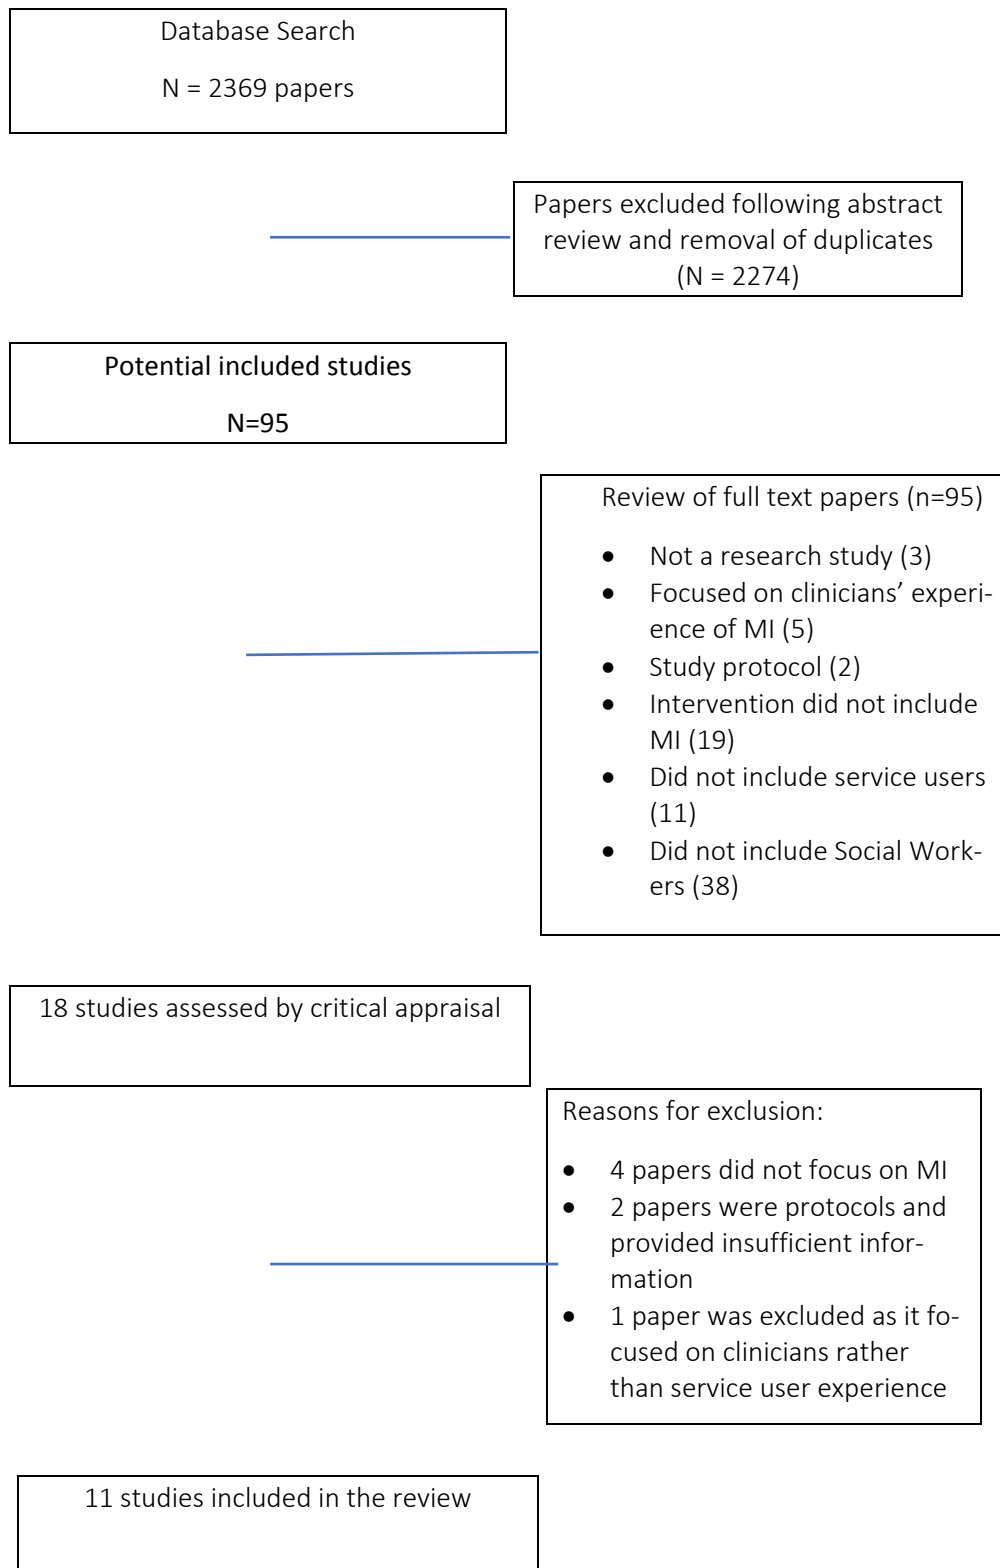 Database Search
N = 2369 papers
Papers excluded following abstract
review and removal of duplicates
(N = 2274)
Potential included studies
N=95
Review of full text papers (n=95)
• Not a research study (3)
• Focused on clinicians’ experi-
ence of MI (5)
• Study protocol (2)
• Intervention did not include
MI (19)
• Did not include service users
(11)
• Did not include Social Work-
ers (38)
18 studies assessed by critical appraisal
Reasons for exclusion:
• 4 papers did not focus on MI
• 2 papers were protocols and
provided insufficient infor-
mation
• 1 paper was excluded as it fo-
cused on clinicians rather
than service user experience
11 studies included in the review